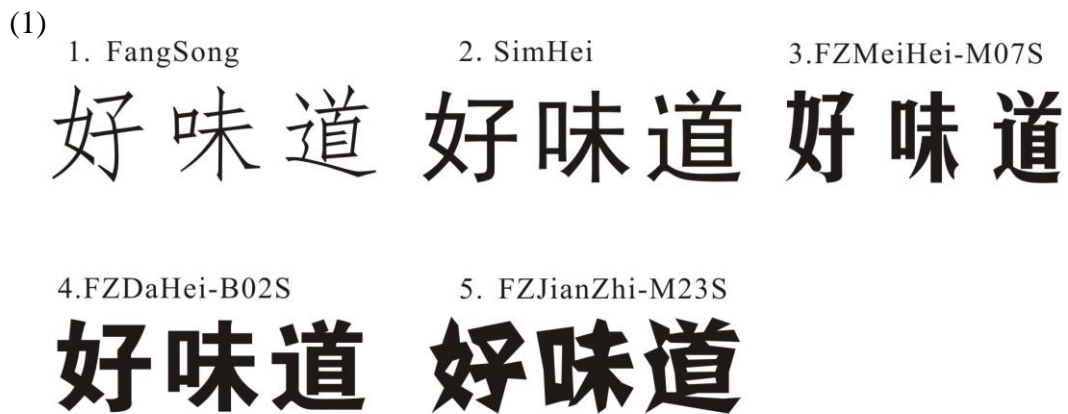 (1)
1. FangSong 2. SimHei 3.FZMeiHei-M07S
好味道 好味道 好味道
4.FZDaHei-B02S 5. FZJianZhi-M23S
好味道 好味道